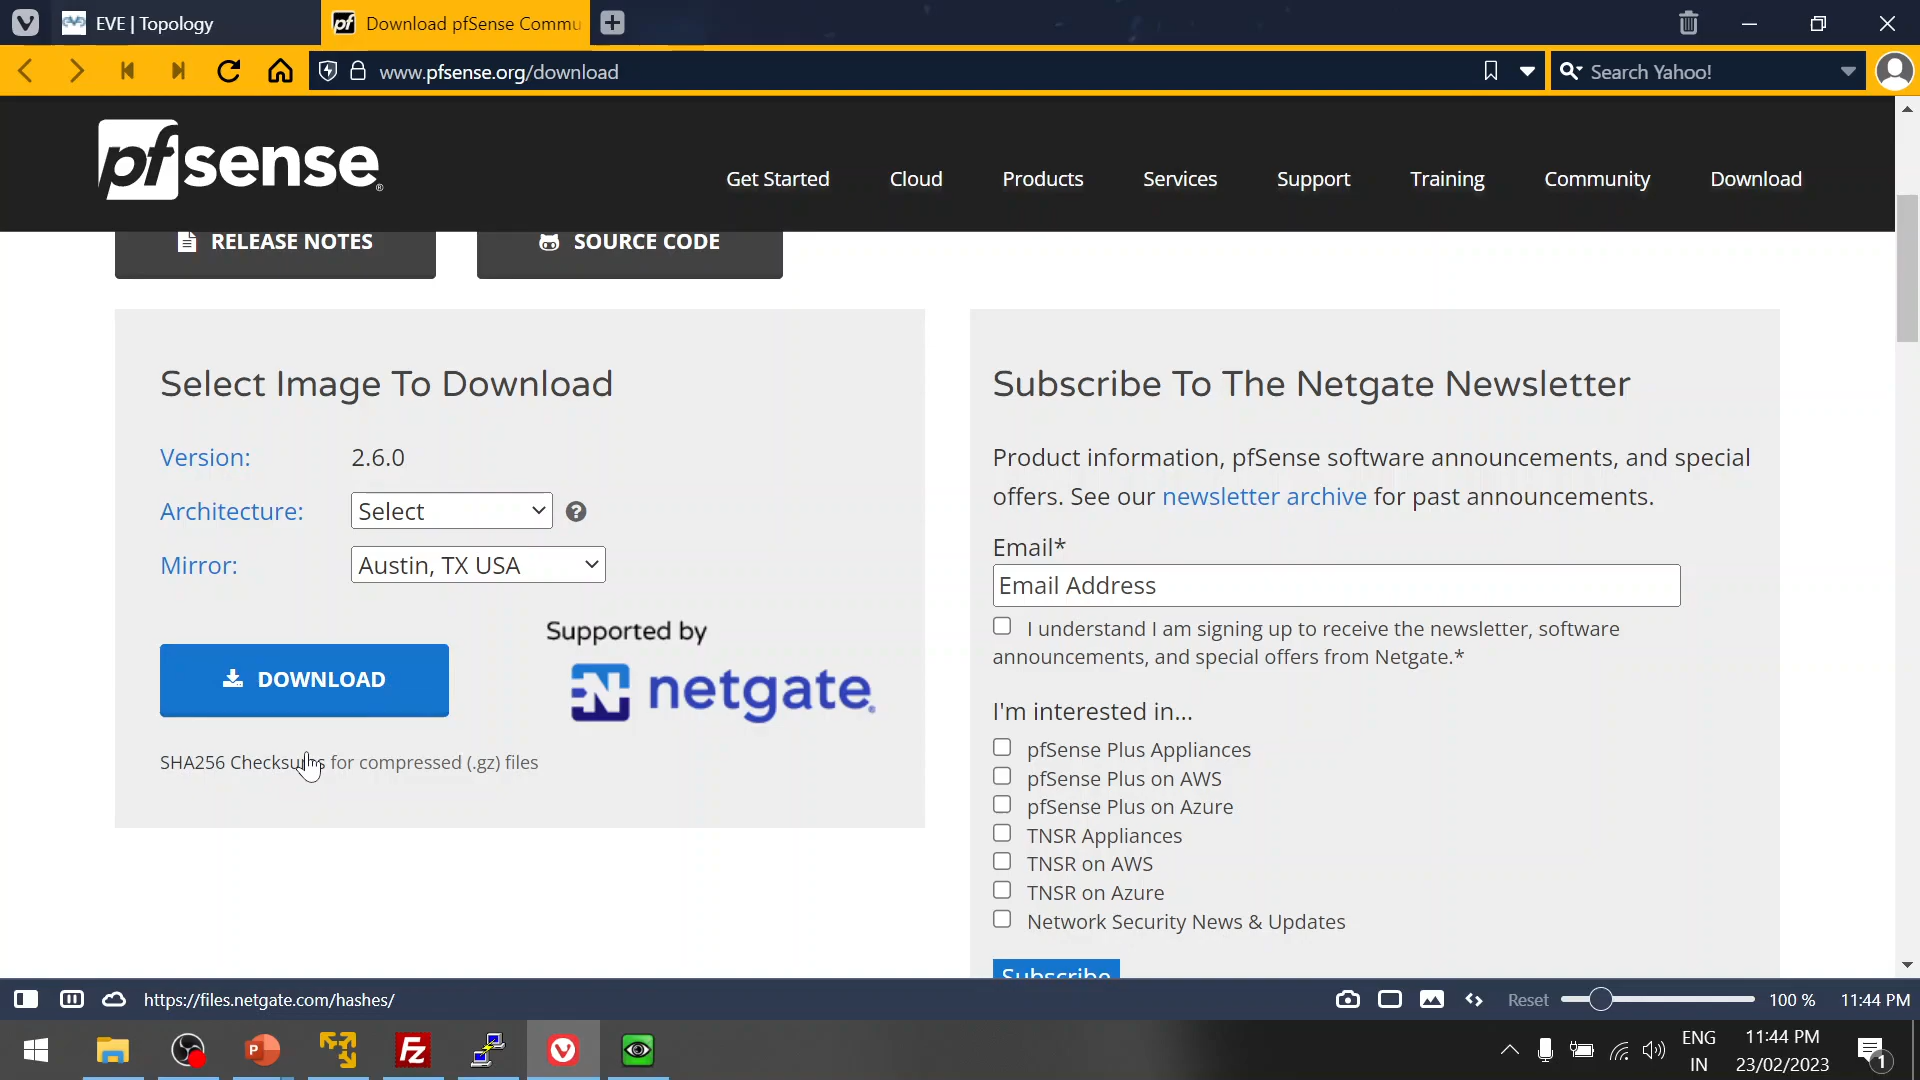 EVE | Topology
pf Download pfSense Commu
www.pfsense.org/download
Search Yahoo!
pfsense
Get Started Cloud Products Services Support Training Community Download
RELEASE NOTES SOURCE CODE
Select Image To Download
Version: 2.6.0
Architecture: Select ?
Mirror: Austin, TX USA
Supported by
netgate
DOWNLOAD
SHA256 Checksums for compressed (.gz) files
Subscribe To The Netgate Newsletter
Product information, pfSense software announcements, and special
offers. See our newsletter archive for past announcements.
Email*
Email Address
I understand I am signing up to receive the newsletter, software
announcements, and special offers from Netgate.*
I'm interested in...
pfSense Plus Appliances
pfSense Plus on AWS
pfSense Plus on Azure
TNSR Appliances
TNSR on AWS
TNSR on Azure
Network Security News & Updates
Subscribe
https://files.netgate.com/hashes/
Reset 100 % 11:44 PM
P Fz
ENG
IN
11:44 PM
23/02/2023
1